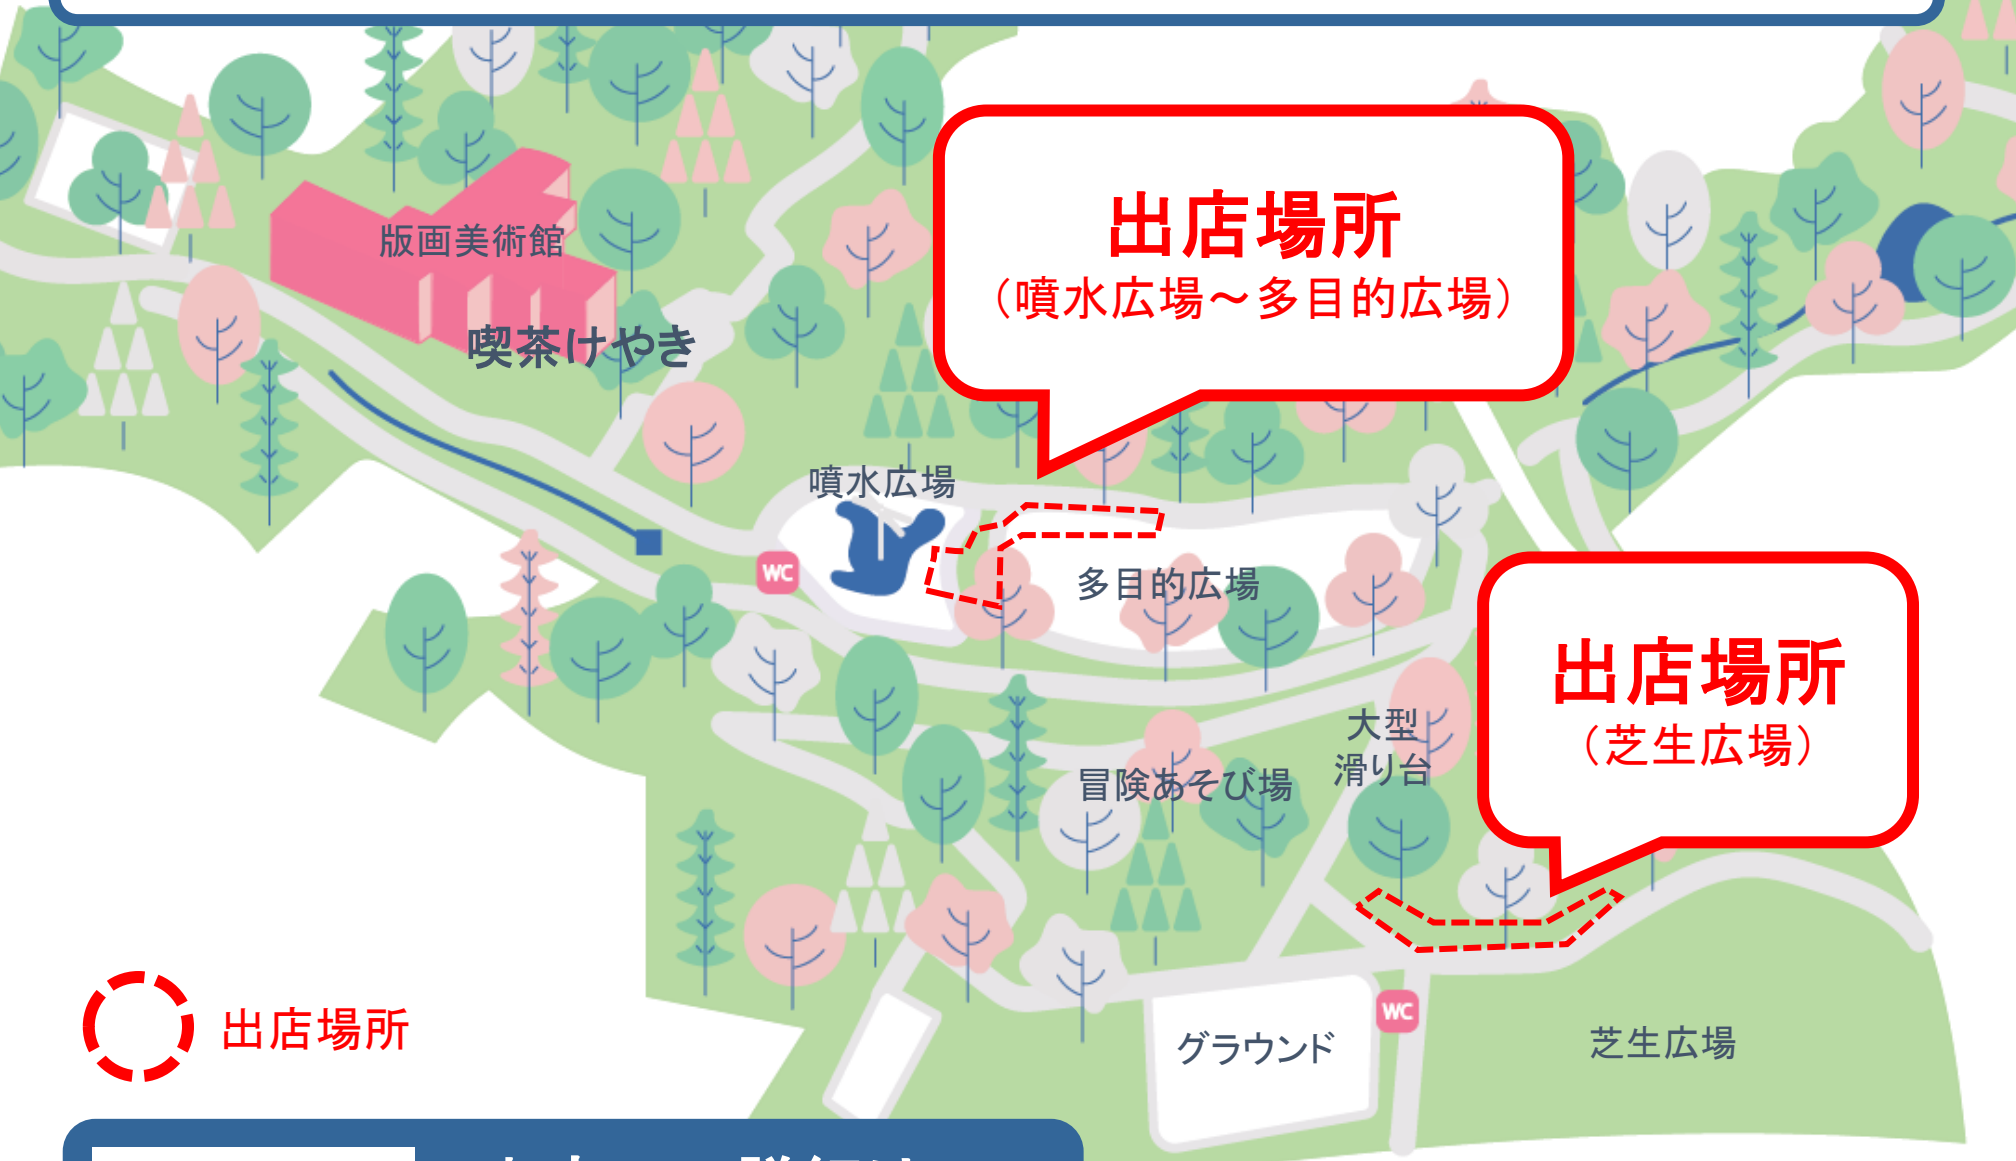 出店場所
（噴水広場～多目的広場）
版画美術館
喫茶けやき
噴水広場
WC
多目的広場
出店場所
（芝生広場）
大型
滑り台
冒険あそび場
出店場所
WC
グラウンド
芝生広場